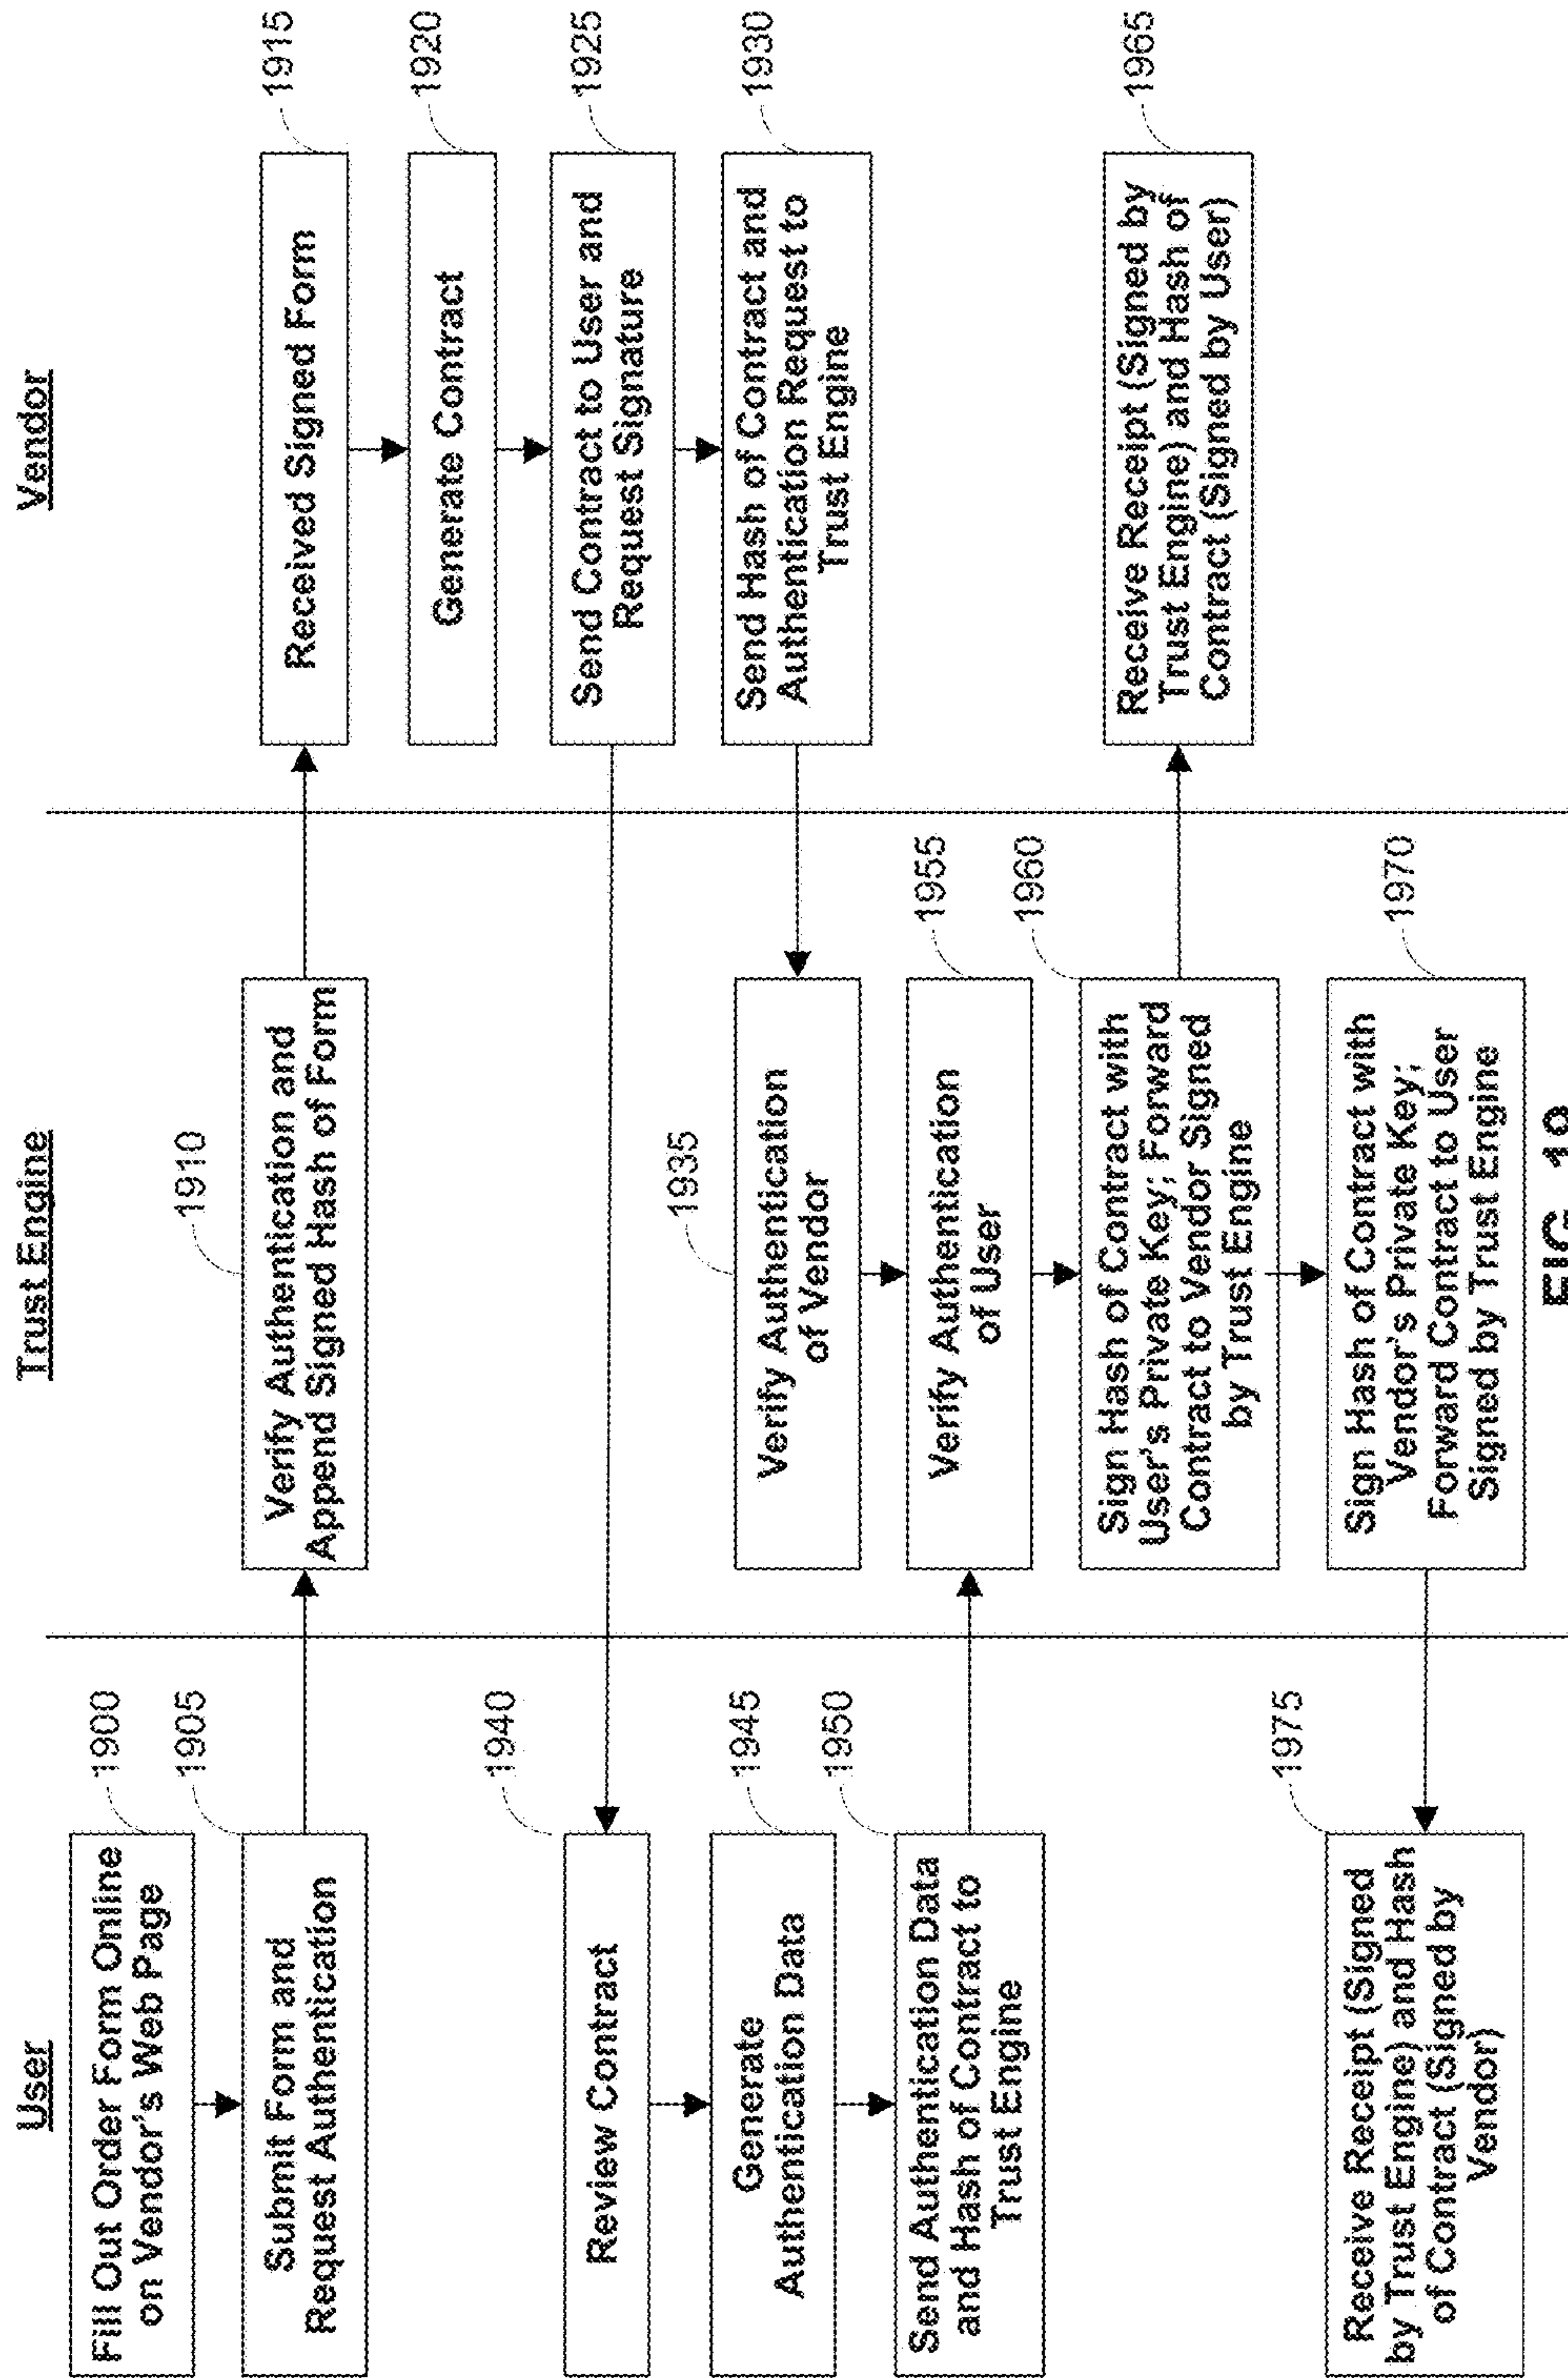 User
Trust Engine
Vendor
Fill Out Order Form Online
on Vendor's Web Page
1900
Submit Form and
Request Authentication
1905
Verify Authentication and
Append Signed Hash of Form
1910
Received Signed Form
1915
Generate Contract
1920
Send Contract to User and
Request Signature
1925
Send Hash of Contract and
Authentication Request to
Trust Engine
1930
Verify Authentication
of Vendor
1935
Review Contract
1940
Generate
Authentication Data
1945
Send Authentication Data
and Hash of Contract to
Trust Engine
1950
Verify Authentication
of User
1955
Sign Hash of Contract with
User's Private Key; Forward
Contract to Vendor Signed
by Trust Engine
1960
Receive Receipt (Signed by
Trust Engine) and Hash of
Contract (Signed by User)
1965
Sign Hash of Contract with
Vendor's Private Key;
Forward Contract to User
Signed by Trust Engine
1970
Receive Receipt (Signed
by Trust Engine) and Hash
of Contract (Signed by
Vendor)
1975
FIG.